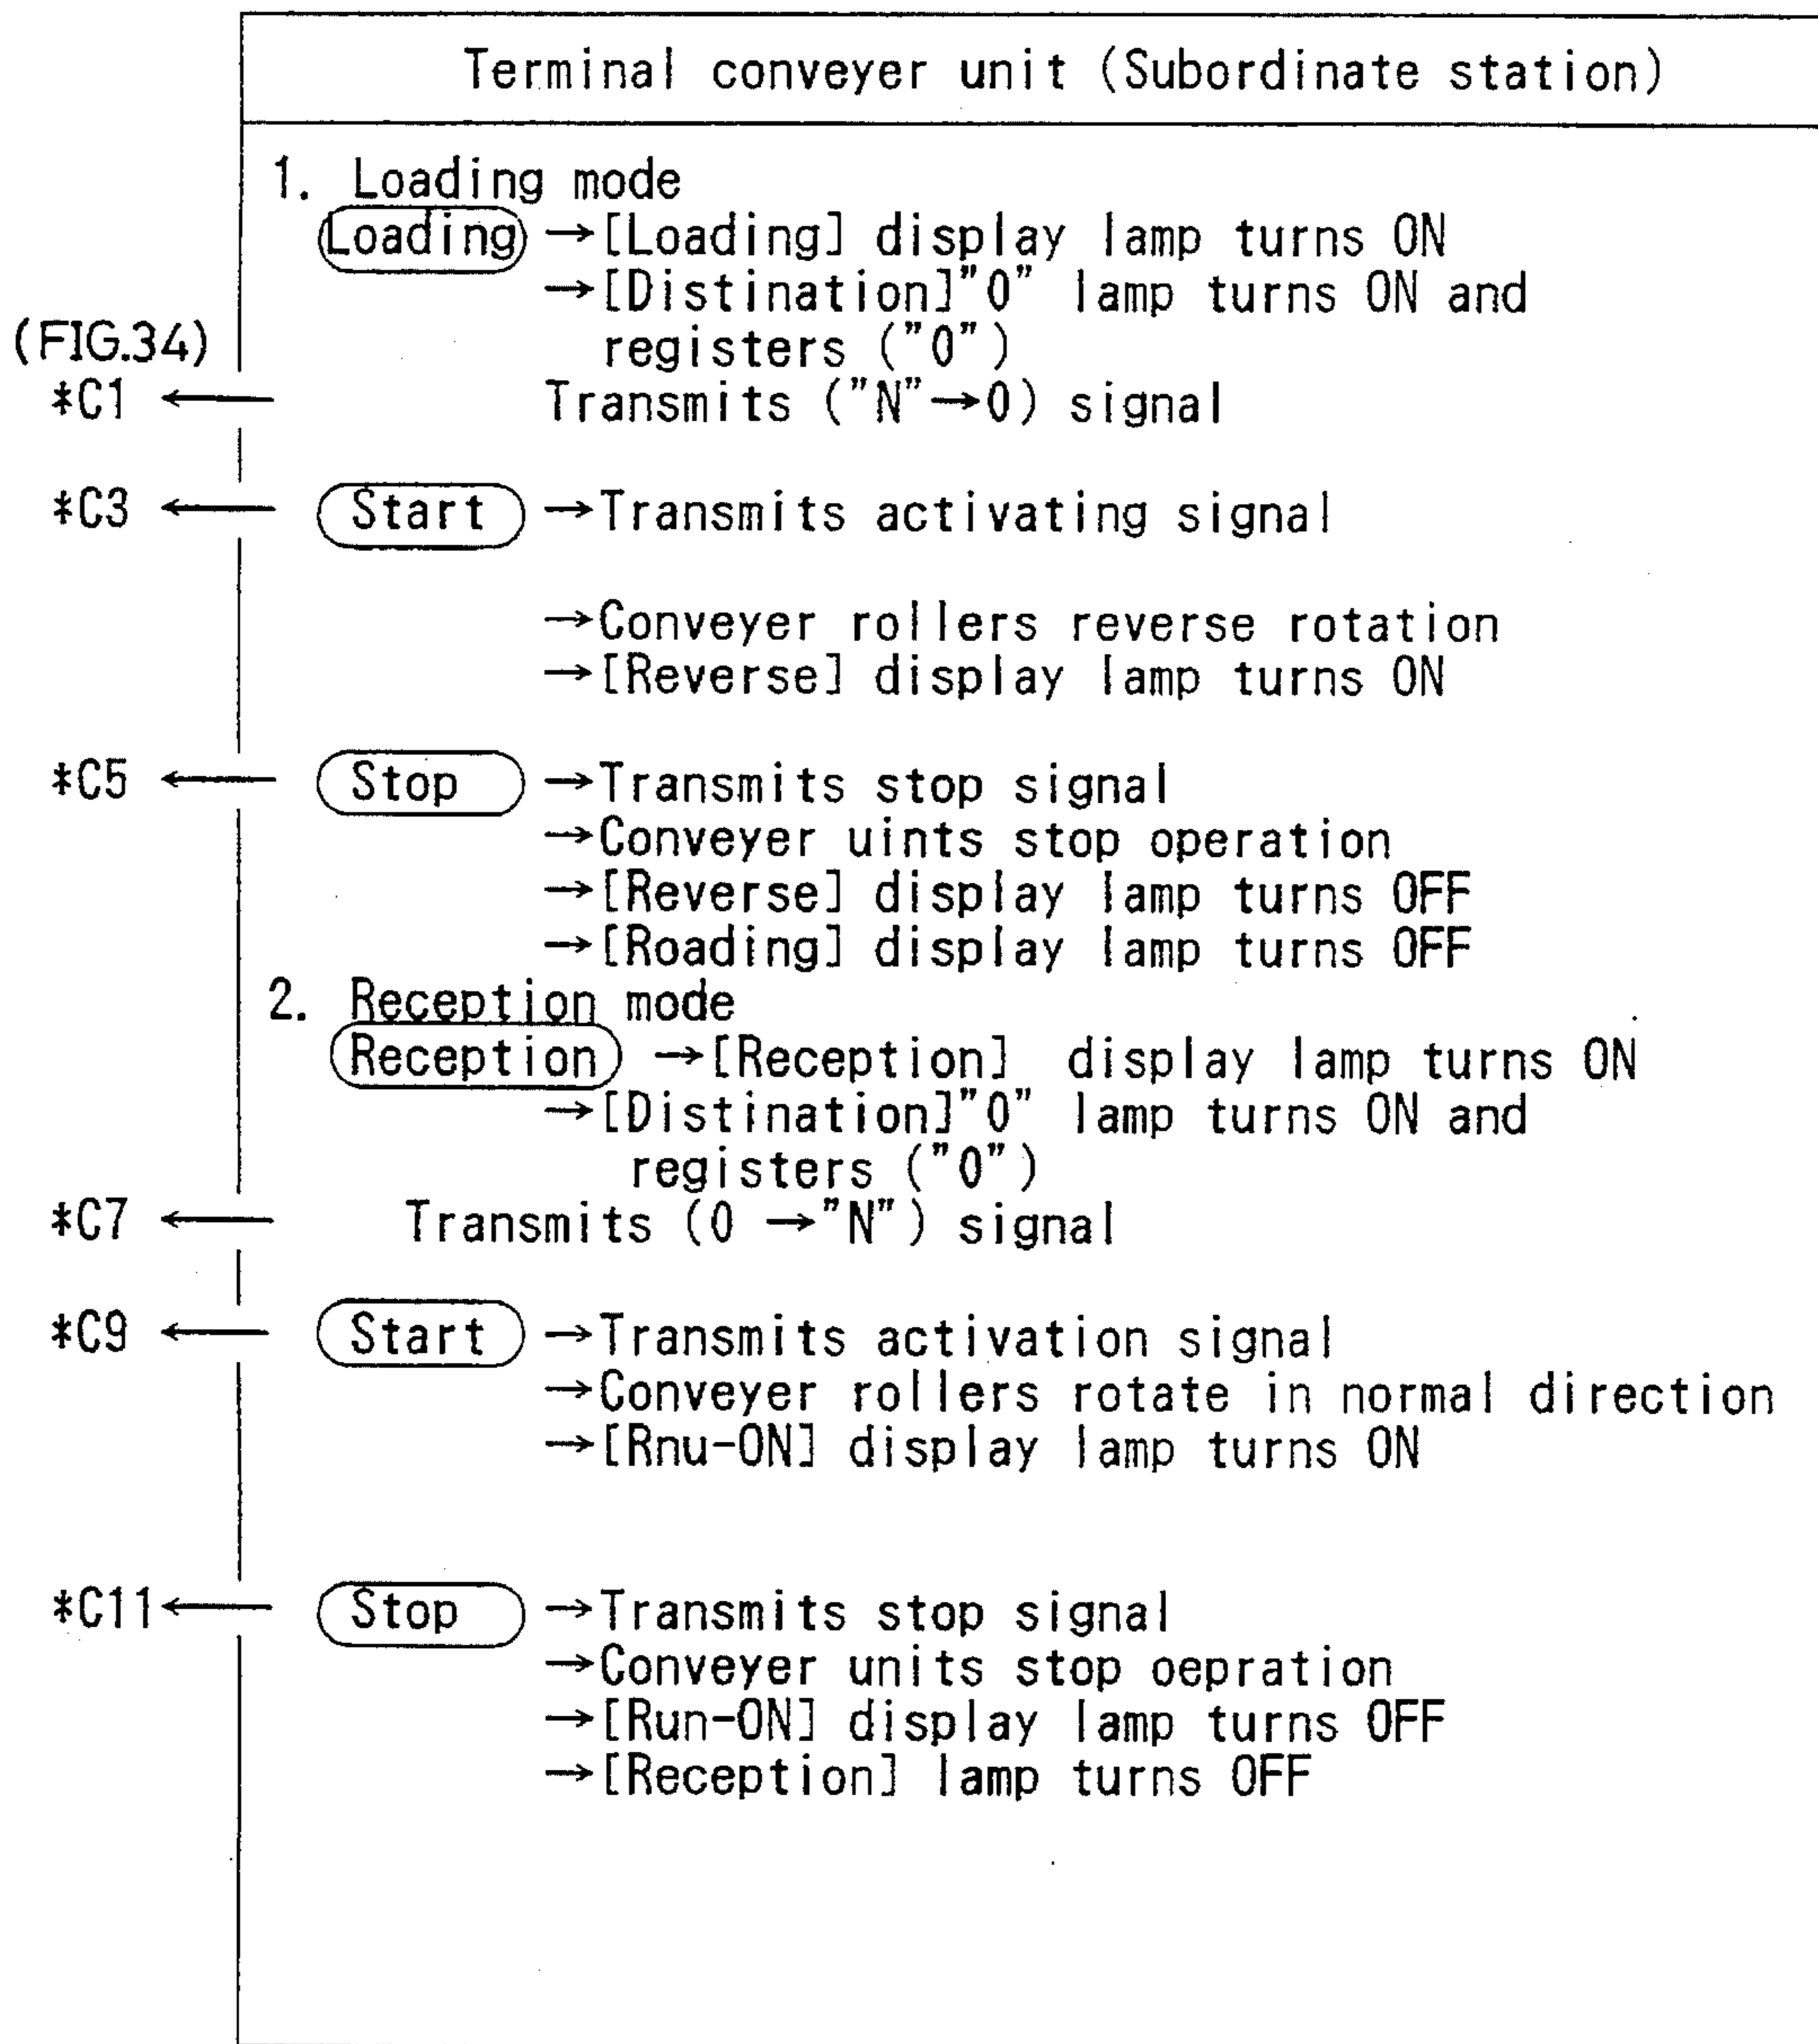 Terminal conveyer unit (Subordinate station)
1. Loading mode
Loading →[Loading] display lamp turns ON
→[Distination]"0" lamp turns ON and
(FIG.34) registers ("0")
*C1 ← Transmits ("N"→0) signal
*C3 ← Start →Transmits activating signal
→Conveyer rollers reverse rotation
→[Reverse] display lamp turns ON
*C5 ← Stop →Transmits stop signal
→Conveyer uints stop operation
→[Reverse] display lamp turns OFF
→[Roading] display lamp turns OFF
2. Reception mode
Reception →[Reception] display lamp turns ON
→[Distination]"0" lamp turns ON and
registers ("0")
*C7 ← Transmits (0 →"N") signal
*C9 ← Start →Transmits activation signal
→Conveyer rollers rotate in normal direction
→[Rnu-ON] display lamp turns ON
*C11← Stop →Transmits stop signal
→Conveyer units stop oepration
→[Run-ON] display lamp turns OFF
→[Reception] lamp turns OFF